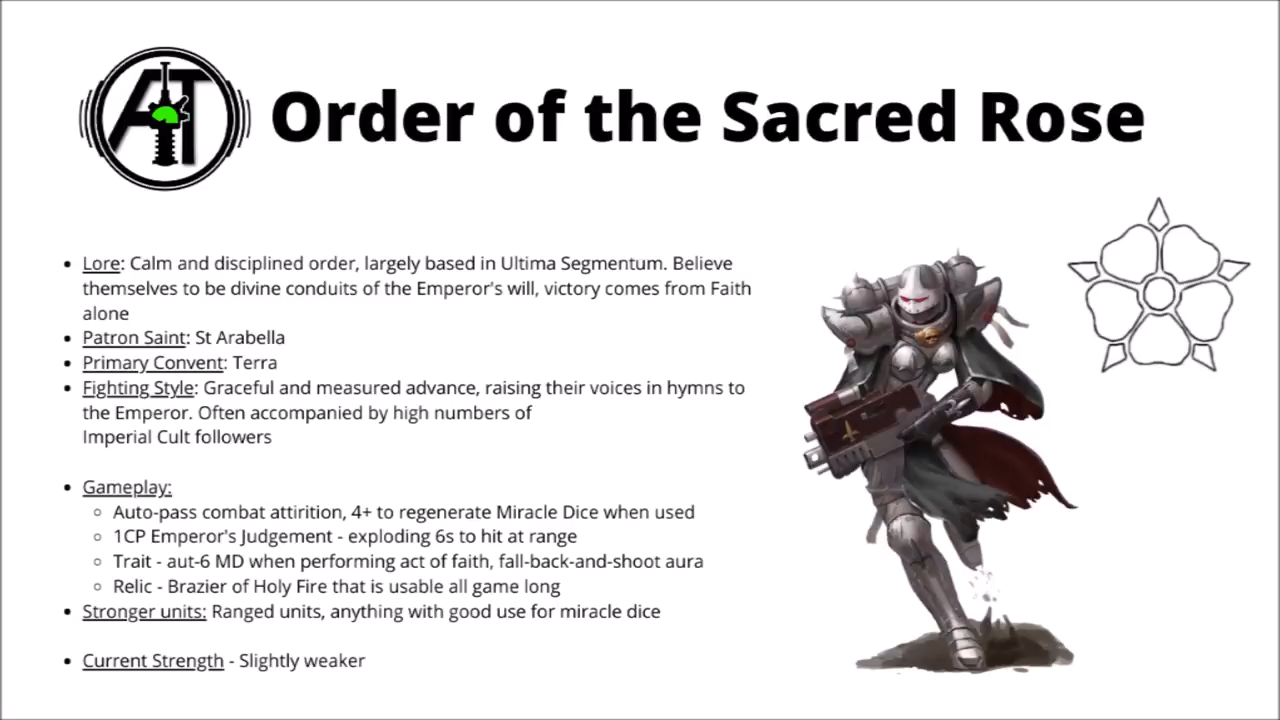 AT
Order of the Sacred Rose
• Lore: Calm and disciplined order, largely based in Ultima Segmentum. Believe
themselves to be divine conduits of the Emperor's will, victory comes from Faith
alone
• Patron Saint: St Arabella
• Primary Convent: Terra
• Fighting Style: Graceful and measured advance, raising their voices in hymns to
the Emperor. Often accompanied by high numbers of
Imperial Cult followers
• Gameplay:
○ Auto-pass combat attirition, 4+ to regenerate Miracle Dice when used
○ 1CP Emperor's Judgement - exploding 6s to hit at range
○ Trait - aut-6 MD when performing act of faith, fall-back-and-shoot aura
○ Relic - Brazier of Holy Fire that is usable all game long
• Stronger units: Ranged units, anything with good use for miracle dice
• Current Strength - Slightly weaker